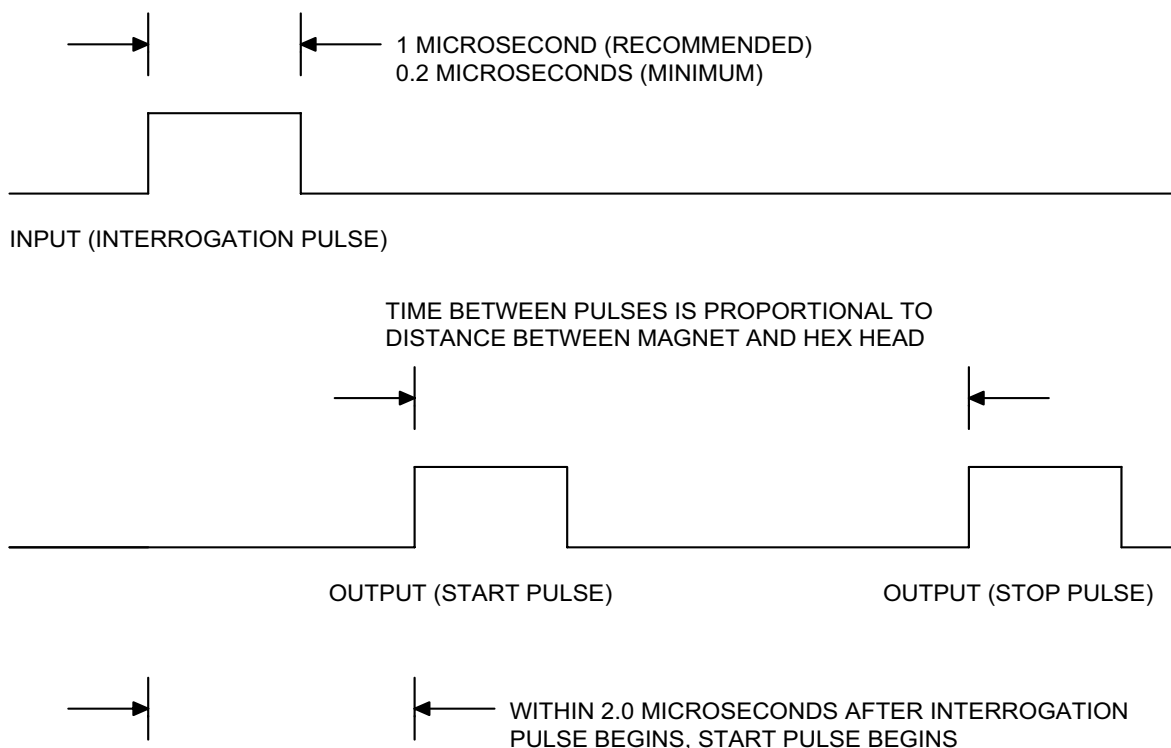 1 MICROSECOND (RECOMMENDED)
0.2 MICROSECONDS (MINIMUM)
INPUT (INTERROGATION PULSE)
TIME BETWEEN PULSES IS PROPORTIONAL TO
DISTANCE BETWEEN MAGNET AND HEX HEAD
OUTPUT (START PULSE)
OUTPUT (STOP PULSE)
WITHIN 2.0 MICROSECONDS AFTER INTERROGATION
PULSE BEGINS, START PULSE BEGINS